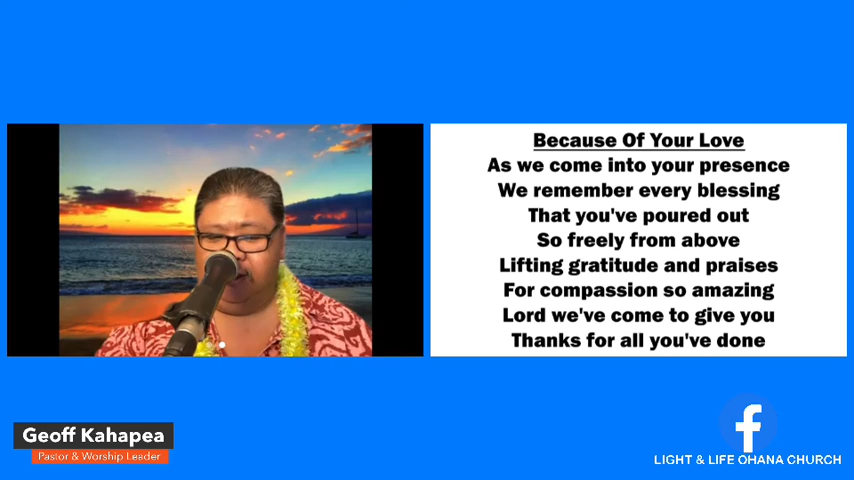 Because Of Your Love
As we come into your presence
We remember every blessing
That you've poured out
So freely from above
Lifting gratitude and praises
For compassion so amazing
Lord we've come to give you
Thanks for all you've done
Geoff Kahapea
Pastor & Worship Leader
LIGHT & LIFE OHANA CHURCH